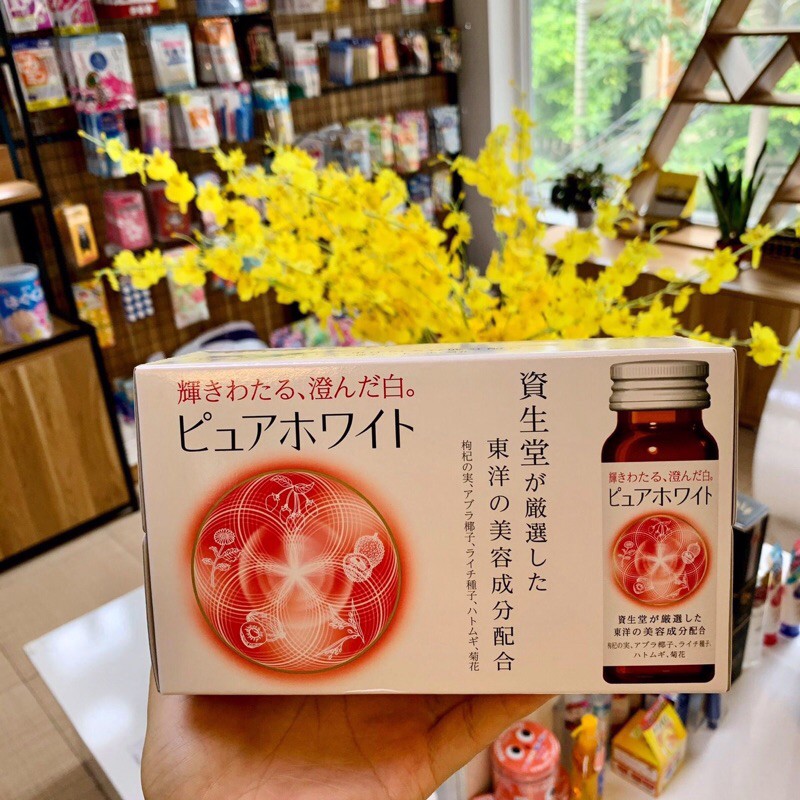 輝きわたる、澄んだ白。
ピュアホワイト
資生堂が厳選した
東洋の美容成分配合
枸杞の実、アブラ椰子、ライチ種子、ハトムギ、菊花
輝きわたる、澄んだ白。
ピュアホワイト
資生堂が厳選した
東洋の美容成分配合
枸杞の実、アブラ椰子、ライチ種子、
ハトムギ、菊花